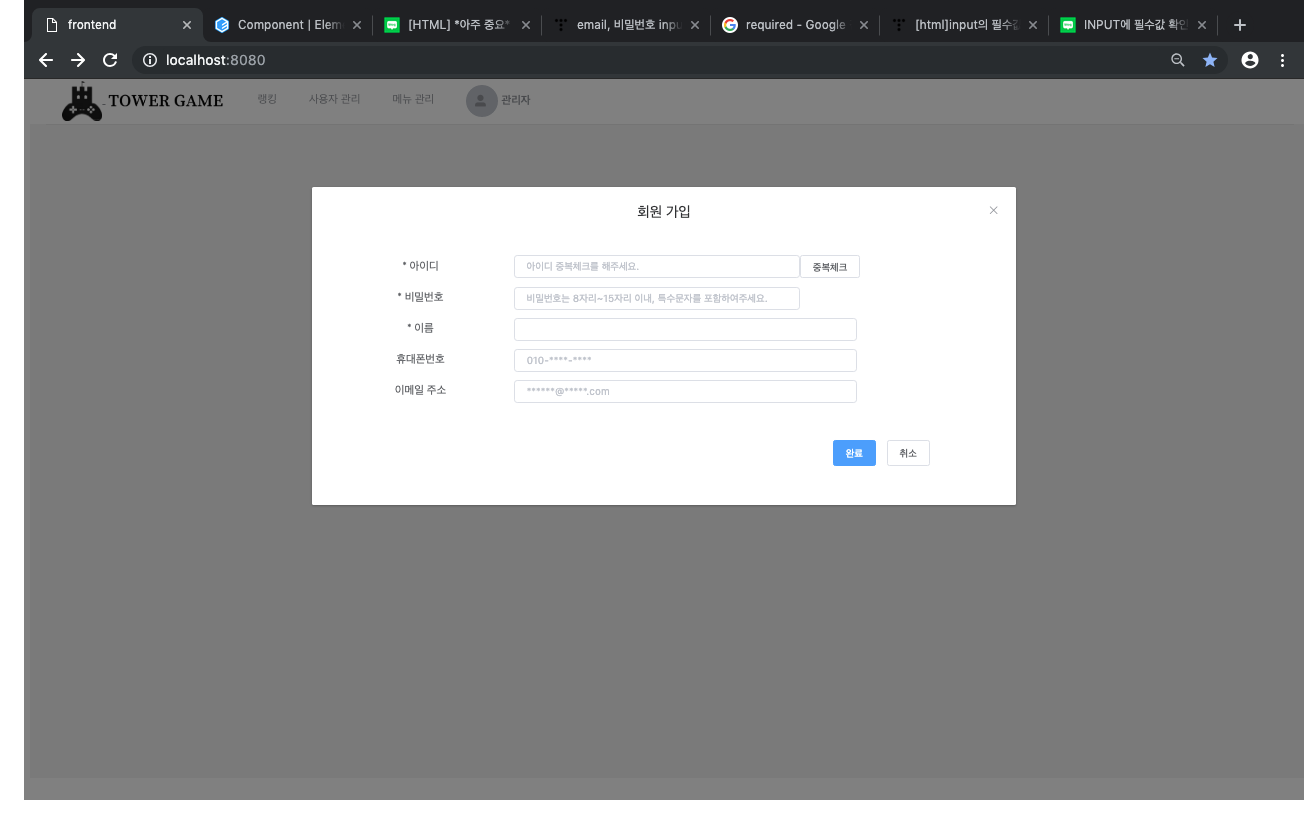 frontend
Component | Elem
[HTML] *아주 중요*
email, 비밀번호 inpu
required - Google
[html]input의 필수
INPUT에 필수값 확인
localhost:8080
TOWER GAME 랭킹 사용자 관리 메뉴 관리 관리자
회원 가입
* 아이디 아이디 중복체크를 해주세요. 중복체크
* 비밀번호 비밀번호는 8자리~15자리 이내, 특수문자를 포함하여주세요.
* 이름
휴대폰번호 010-****-****
이메일 주소 ******@*****.com
완료 취소